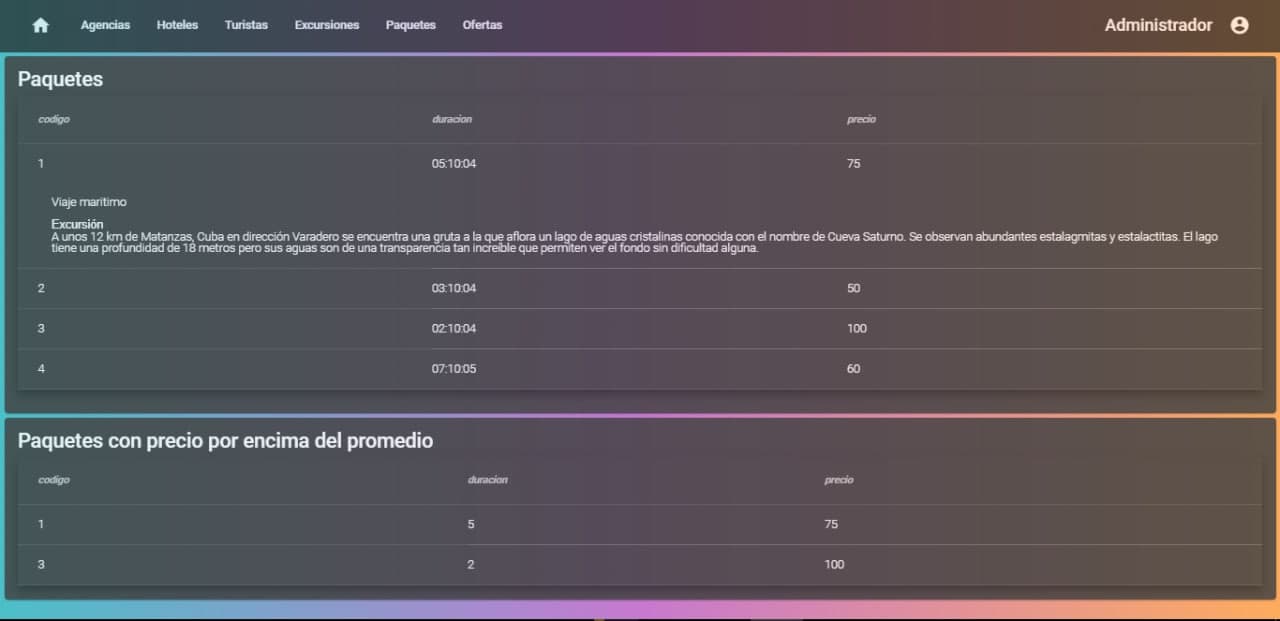 Agencias Hoteles Turistas Excursiones Paquetes Ofertas Administrador
Paquetes
codigo duracion precio
1 05:10:04 75
Viaje maritimo
Excursión
A unos 12 km de Matanzas, Cuba en dirección Varadero se encuentra una gruta a la que aflora un lago de aguas cristalinas conocida con el nombre de Cueva Saturno. Se observan abundantes estalagmitas y estalactitas. El lago
tiene una profundidad de 18 metros pero sus aguas son de una transparencia tan increible que permiten ver el fondo sin dificultad alguna.
2 03:10:04 50
3 02:10:04 100
4 07:10:05 60
Paquetes con precio por encima del promedio
codigo duracion precio
1 5 75
3 2 100